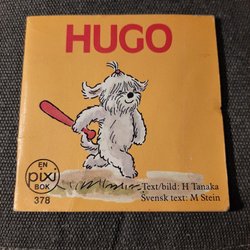 HUGO
EN
pixi
BOK
378
Text/bild: H Tanaka
Svensk text: M Stein